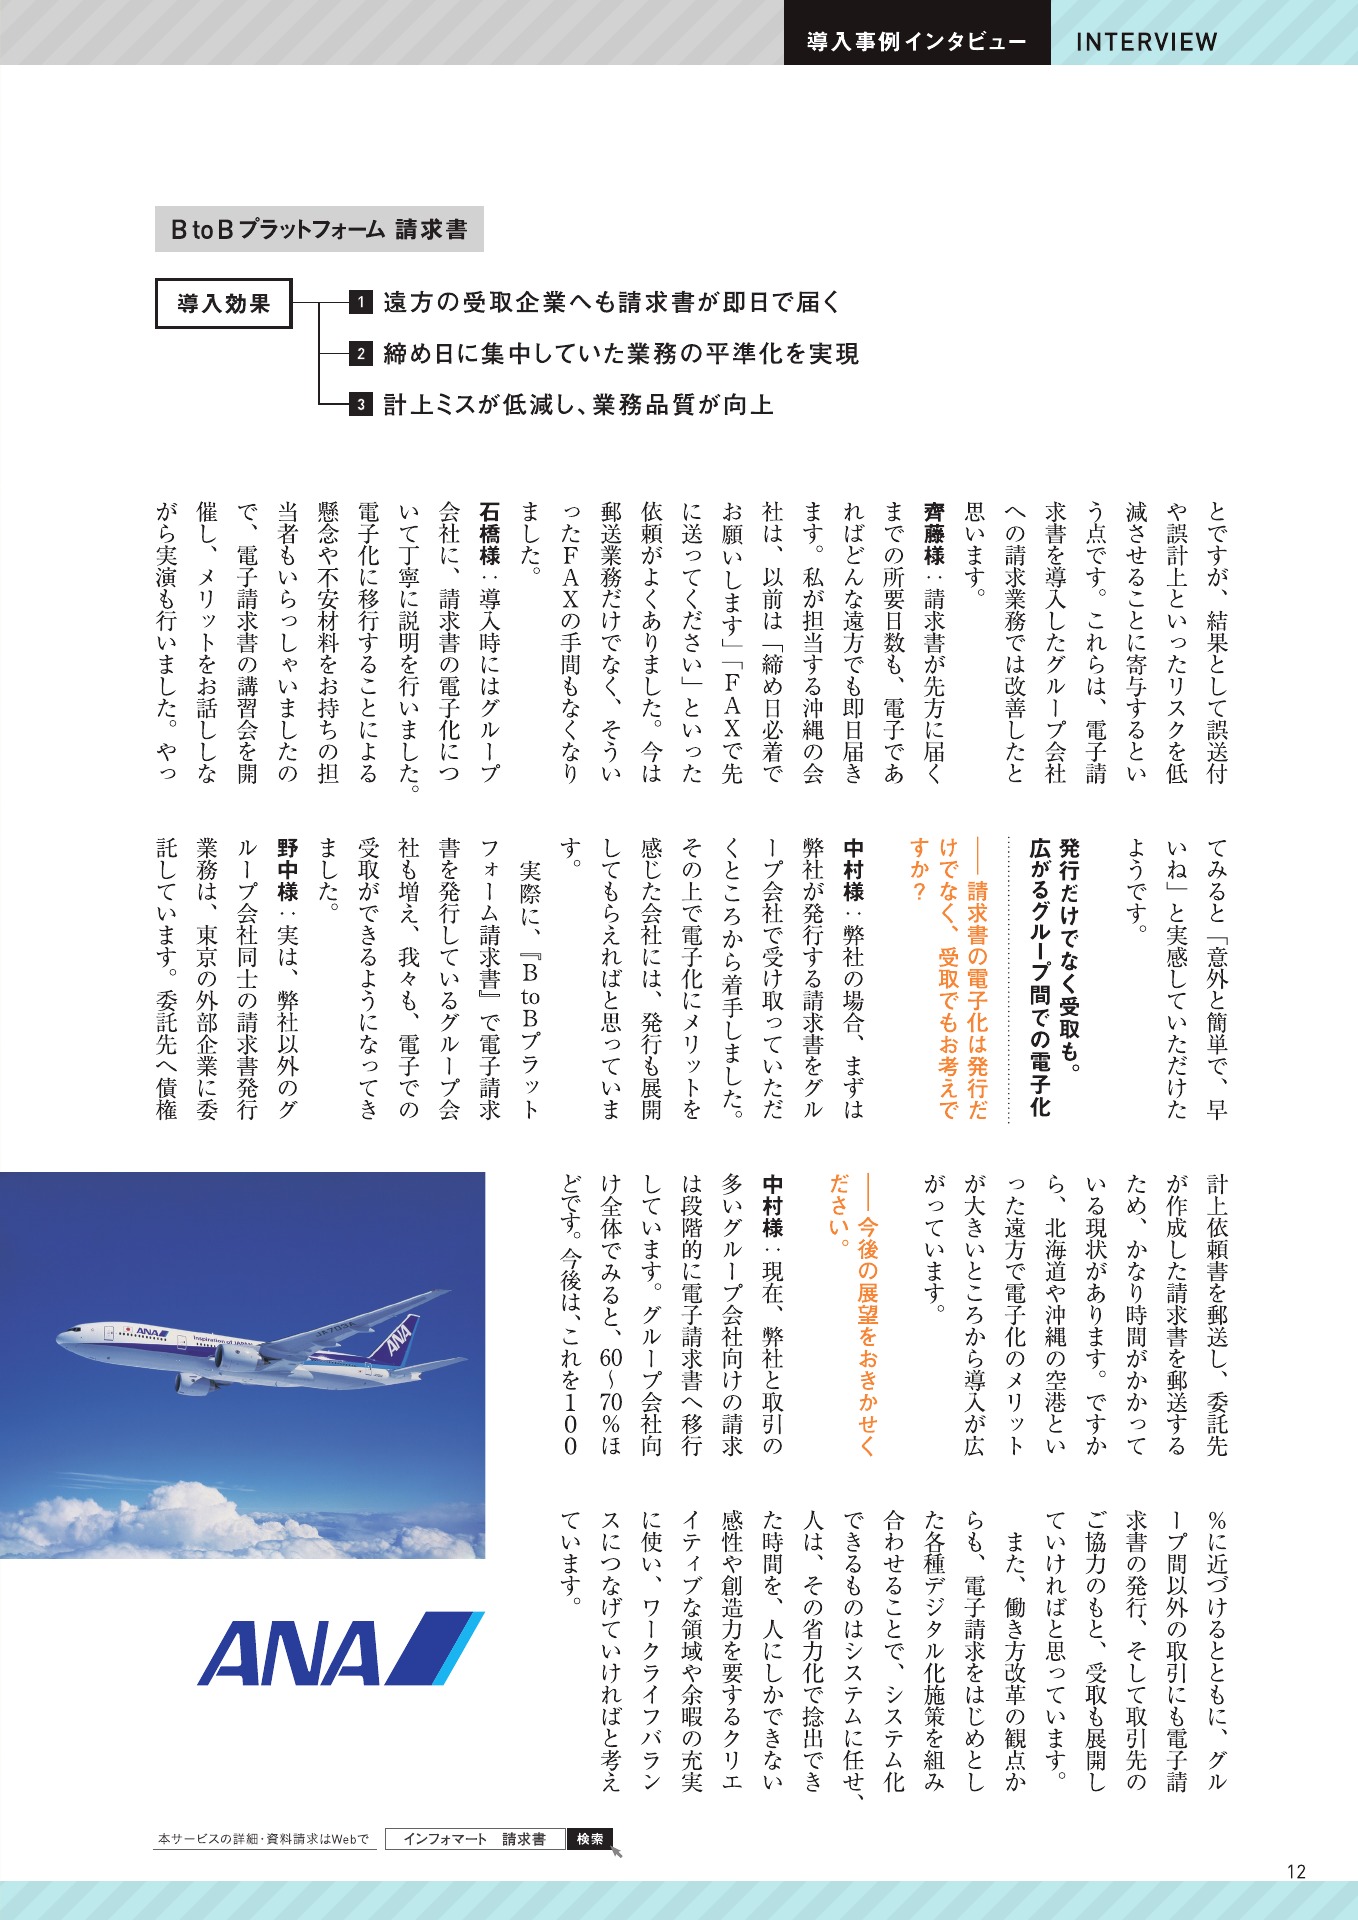 導入事例インタビュー
INTERVIEW
BtoBプラットフォーム 請求書
導入効果
1 遠方の受取企業へも請求書が即日で届く
2 締め日に集中していた業務の平準化を実現
3 計上ミスが低減し、業務品質が向上
とですが、結果として誤送付
や誤計上といったリスクを低
減させることに寄与するとい
う点です。これらは、電子請
求書を導入したグループ会社
への請求業務では改善したと
思います。
齊藤様：請求書が先方に届く
までの所要日数も、電子であ
ればどんな遠方でも即日届き
ます。私が担当する沖縄の会
社は、以前は「締め日必着で
お願いします」「ＦＡＸで先
に送ってください」といった
依頼がよくありました。今は
郵送業務だけでなく、そうい
ったＦＡＸの手間もなくなり
ました。
石橋様：導入時にはグループ
会社に、請求書の電子化につ
いて丁寧に説明を行いました。
電子化に移行することによる
懸念や不安材料をお持ちの担
当者もいらっしゃいましたの
で、電子請求書の講習会を開
催し、メリットをお話ししな
がら実演も行いました。やっ
てみると「意外と簡単で、早
いね」と実感していただけた
ようです。
発行だけでなく受取も。
広がるグループ間での電子化
―― 請求書の電子化は発行だ
けでなく、受取でもお考えで
すか？
中村様：弊社の場合、まずは
弊社が発行する請求書をグル
ープ会社で受け取っていただ
くところから着手しました。
その上で電子化にメリットを
感じた会社には、発行も展開
してもらえればと思っていま
す。
　実際に、『BtoBプラット
フォーム請求書』で電子請求
書を発行しているグループ会
社も増え、我々も、電子での
受取ができるようになってき
ました。
野中様：実は、弊社以外のグ
ループ会社同士の請求書発行
業務は、東京の外部企業に委
託しています。委託先へ債権
計上依頼書を郵送し、委託先
が作成した請求書を郵送する
ため、かなり時間がかかって
いる現状があります。ですか
ら、北海道や沖縄の空港とい
った遠方で電子化のメリット
が大きいところから導入が広
がっています。
―― 今後の展望をおきかせく
ださい。
中村様：現在、弊社と取引の
多いグループ会社向けの請求
は段階的に電子請求書へ移行
しています。グループ会社向
け全体でみると、60～70％ほ
どです。今後は、これを１００
％に近づけるとともに、グル
ープ間以外の取引にも電子請
求書の発行、そして取引先の
ご協力のもと、受取も展開し
ていければと思っています。
　また、働き方改革の観点か
らも、電子請求をはじめとし
た各種デジタル化施策を組み
合わせることで、システム化
できるものはシステムに任せ、
人は、その省力化で捻出でき
た時間を、人にしかできない
感性や創造力を要するクリエ
イティブな領域や余暇の充実
に使い、ワークライフバラン
スにつなげていければと考え
ています。
ANA
Inspiration of JAPAN
JA703A
ANA
ANA
本サービスの詳細・資料請求はWebで
インフォマート　請求書
検索
12